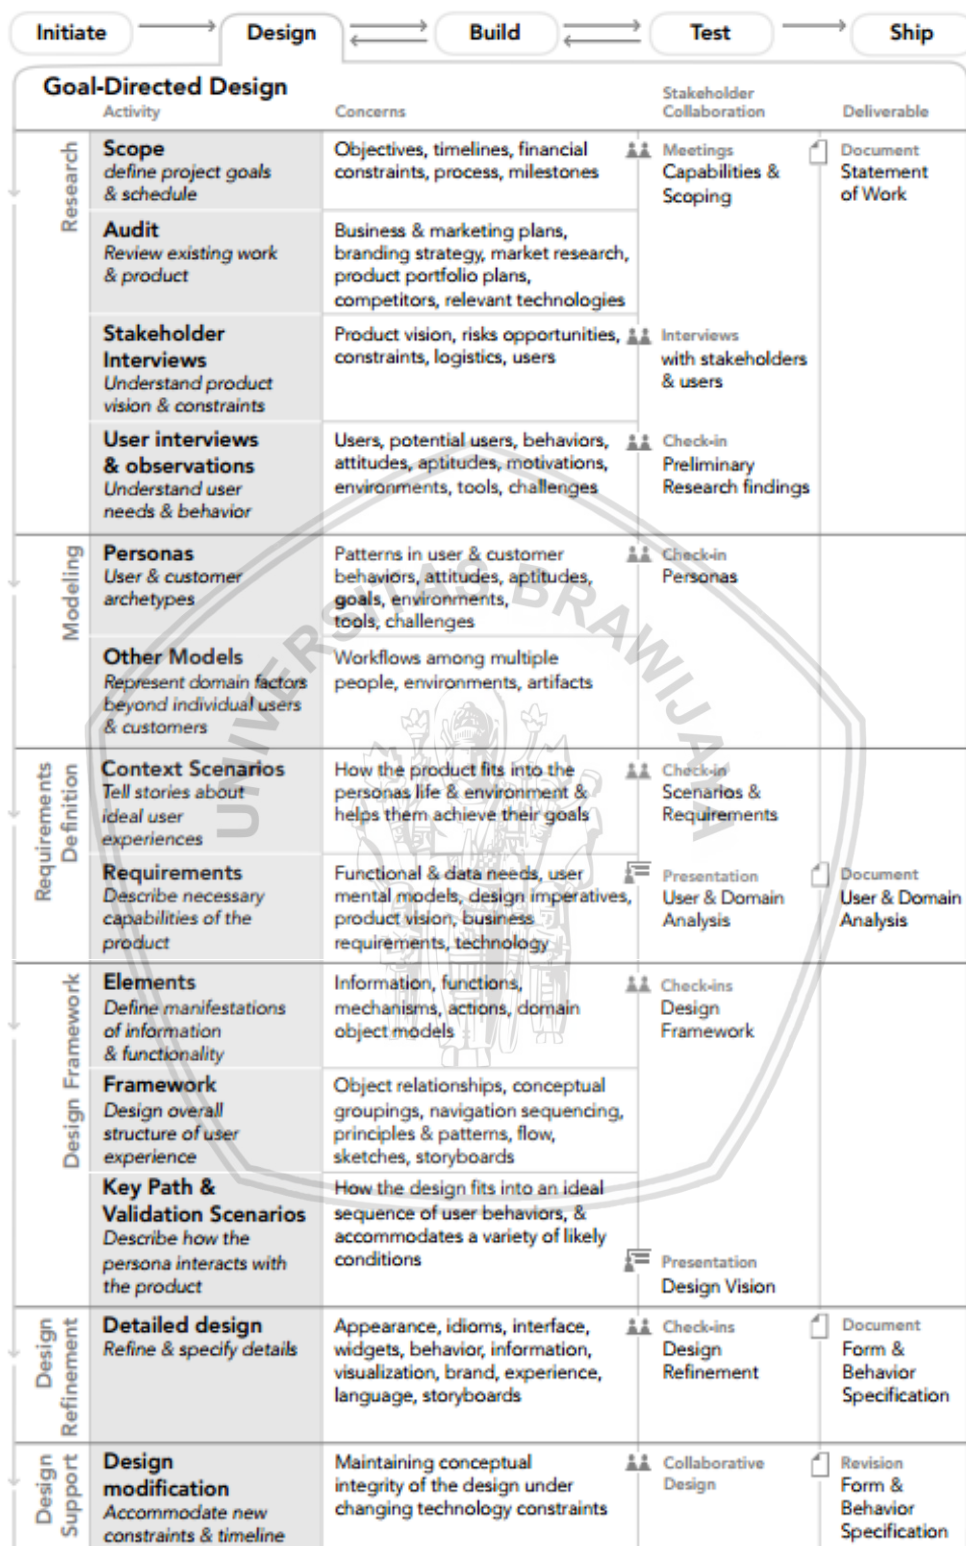 Initiate
Design
Build
Test
Ship
Goal-Directed Design
Activity
Concerns
Stakeholder
Collaboration
Deliverable
Research
Scope
define project goals
& schedule
Objectives, timelines, financial
constraints, process, milestones
Meetings
Capabilities &
Scoping
Document
Statement
of Work
Audit
Review existing work
& product
Business & marketing plans,
branding strategy, market research,
product portfolio plans,
competitors, relevant technologies
Stakeholder
Interviews
Understand product
vision & constraints
Product vision, risks opportunities,
constraints, logistics, users
Interviews
with stakeholders
& users
User interviews
& observations
Understand user
needs & behavior
Users, potential users, behaviors,
attitudes, aptitudes, motivations,
environments, tools, challenges
Check-in
Preliminary
Research findings
Modeling
Personas
User & customer
archetypes
Patterns in user & customer
behaviors, attitudes, aptitudes,
goals, environments,
tools, challenges
Check-in
Personas
Other Models
Represent domain factors
beyond individual users
& customers
Workflows among multiple
people, environments, artifacts
Requirements
Definition
Context Scenarios
Tell stories about
ideal user
experiences
How the product fits into the
personas life & environment &
helps them achieve their goals
Check-in
Scenarios &
Requirements
Requirements
Describe necessary
capabilities of the
product
Functional & data needs, user
mental models, design imperatives,
product vision, business
requirements, technology
Presentation
User & Domain
Analysis
Document
User & Domain
Analysis
Design Framework
Elements
Define manifestations
of information
& functionality
Information, functions,
mechanisms, actions, domain
object models
Check-ins
Design
Framework
Framework
Design overall
structure of user
experience
Object relationships, conceptual
groupings, navigation sequencing,
principles & patterns, flow,
sketches, storyboards
Key Path &
Validation Scenarios
Describe how the
persona interacts with
the product
How the design fits into an ideal
sequence of user behaviors, &
accommodates a variety of likely
conditions
Presentation
Design Vision
Design
Refinement
Detailed design
Refine & specify details
Appearance, idioms, interface,
widgets, behavior, information,
visualization, brand, experience,
language, storyboards
Check-ins
Design
Refinement
Document
Form &
Behavior
Specification
Design
Support
Design
modification
Accommodate new
constraints & timeline
Maintaining conceptual
integrity of the design under
changing technology constraints
Collaborative
Design
Revision
Form &
Behavior
Specification
UNIVERSITAS BRAWIJAYA